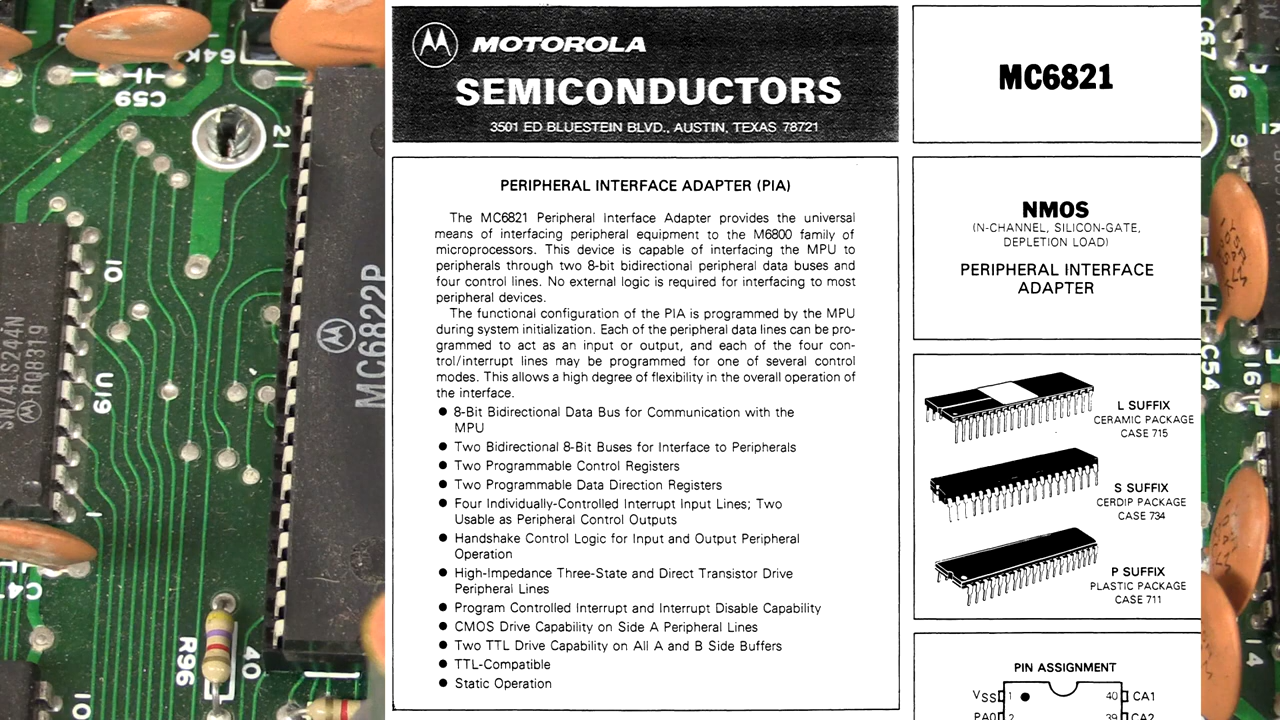 C59
64K
21
10
SN74LS244N
RQ8319
U19
1
MC6822P
R96
40
10
MOTOROLA
SEMICONDUCTORS
3501 ED BLUESTEIN BLVD., AUSTIN, TEXAS 78721
PERIPHERAL INTERFACE ADAPTER (PIA)
The MC6821 Peripheral Interface Adapter provides the universal
means of interfacing peripheral equipment to the M6800 family of
microprocessors. This device is capable of interfacing the MPU to
peripherals through two 8-bit bidirectional peripheral data buses and
four control lines. No external logic is required for interfacing to most
peripheral devices.
The functional configuration of the PIA is programmed by the MPU
during system initialization. Each of the peripheral data lines can be pro-
grammed to act as an input or output, and each of the four con-
trol/interrupt lines may be programmed for one of several control
modes. This allows a high degree of flexibility in the overall operation of
the interface.
● 8-Bit Bidirectional Data Bus for Communication with the
MPU
● Two Bidirectional 8-Bit Buses for Interface to Peripherals
● Two Programmable Control Registers
● Two Programmable Data Direction Registers
● Four Individually-Controlled Interrupt Input Lines; Two
Usable as Peripheral Control Outputs
● Handshake Control Logic for Input and Output Peripheral
Operation
● High-Impedance Three-State and Direct Transistor Drive
Peripheral Lines
● Program Controlled Interrupt and Interrupt Disable Capability
● CMOS Drive Capability on Side A Peripheral Lines
● Two TTL Drive Capability on All A and B Side Buffers
● TTL-Compatible
● Static Operation
MC6821
NMOS
(N-CHANNEL, SILICON-GATE,
DEPLETION LOAD)
PERIPHERAL INTERFACE
ADAPTER
L SUFFIX
CERAMIC PACKAGE
CASE 715
S SUFFIX
CERDIP PACKAGE
CASE 734
P SUFFIX
PLASTIC PACKAGE
CASE 711
PIN ASSIGNMENT
VSS 1 40 CA1
PA0 2 39 CA2
C67
16
9
C54
14